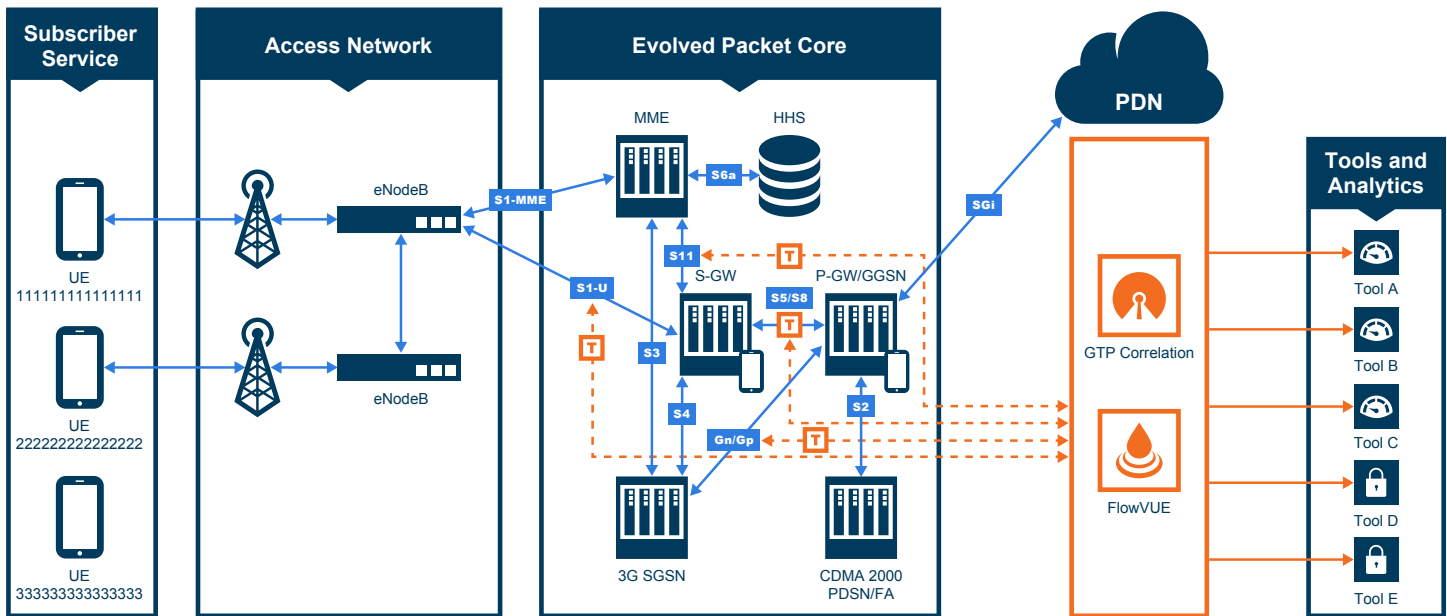 Subscriber
Service
Access Network
Evolved Packet Core
PDN
Tools and
Analytics
UE
111111111111111
UE
222222222222222
UE
333333333333333
eNodeB
eNodeB
S1-MME
S1-U
MME
HHS
S6a
S11
S-GW
P-GW/GGSN
S5/S8
SGi
S3
S4
S2
Gn/Gp
T
T
T
T
3G SGSN
CDMA 2000
PDSN/FA
GTP Correlation
FlowVUE
Tool A
Tool B
Tool C
Tool D
Tool E